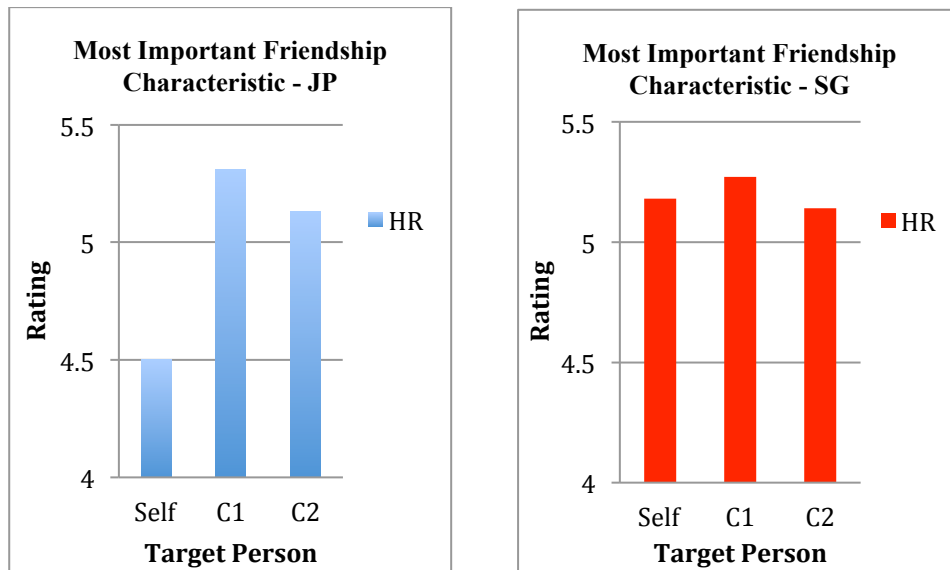 Most Important Friendship
Characteristic - JP
5.5
5
4.5
4
Rating
Self C1 C2
Target Person
HR
Most Important Friendship
Characteristic - SG
5.5
5
4.5
4
Rating
Self C1 C2
Target Person
HR